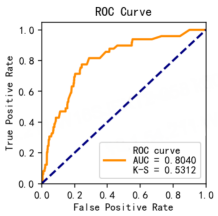 ROC Curve
True Positive Rate
1.0
0.8
0.6
0.4
0.2
0.0
ROC curve
AUC = 0.8040
K-S = 0.5312
0.0 0.2 0.4 0.6 0.8 1.0
False Positive Rate